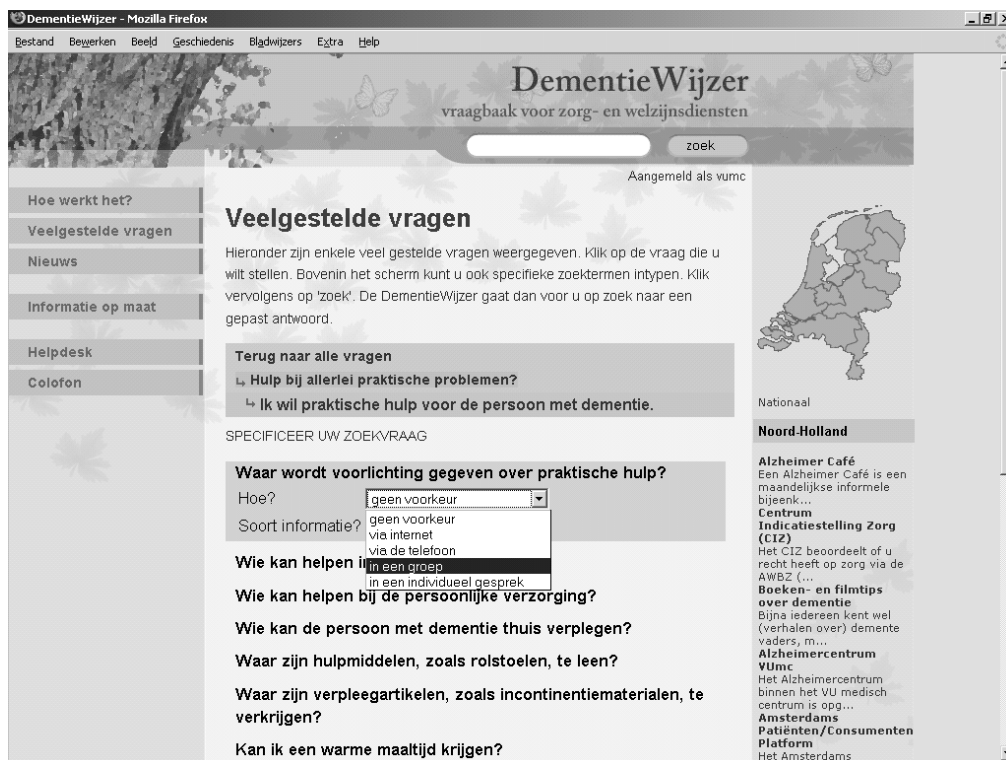 DementieWijzer - Mozilla Firefox
Bestand Bewerken Beeld Geschiedenis Bladwijzers Extra Help
DementieWijzer
vraagbaak voor zorg- en welzijnsdiensten
zoek
Aangemeld als vumc
Hoe werkt het?
Veelgestelde vragen
Nieuws
Informatie op maat
Helpdesk
Colofon
Veelgestelde vragen
Hieronder zijn enkele veel gestelde vragen weergegeven. Klik op de vraag die u
wilt stellen. Bovenin het scherm kunt u ook specifieke zoektermen intypen. Klik
vervolgens op 'zoek'. De DementieWijzer gaat dan voor u op zoek naar een
gepast antwoord.
Terug naar alle vragen
Hulp bij allerlei praktische problemen?
Ik wil praktische hulp voor de persoon met dementie.
SPECIFICEER UW ZOEKVRAAG
Waar wordt voorlichting gegeven over praktische hulp?
Hoe? geen voorkeur
Soort informatie?
geen voorkeur
via internet
via de telefoon
in een groep
in een individueel gesprek
Wie kan helpen i
Wie kan helpen bij de persoonlijke verzorging?
Wie kan de persoon met dementie thuis verplegen?
Waar zijn hulpmiddelen, zoals rolstoelen, te leen?
Waar zijn verpleegartikelen, zoals incontinentiematerialen, te
verkrijgen?
Kan ik een warme maaltijd krijgen?
Nationaal
Noord-Holland
Alzheimer Café
Een Alzheimer Café is een
maandelijkse informele
bijeenk...
Centrum
Indicatiestelling Zorg
(CIZ)
Het CIZ beoordeelt of u
recht heeft op zorg via de
AWBZ (...
Boeken- en filmtips
over dementie
Bijna iedereen kent wel
(verhalen over) demente
vaders, m...
Alzheimercentrum
VUmc
Het Alzheimercentrum
binnen het VU medisch
centrum is opg...
Amsterdams
Patiënten/Consumenten
Platform
Het Amsterdams